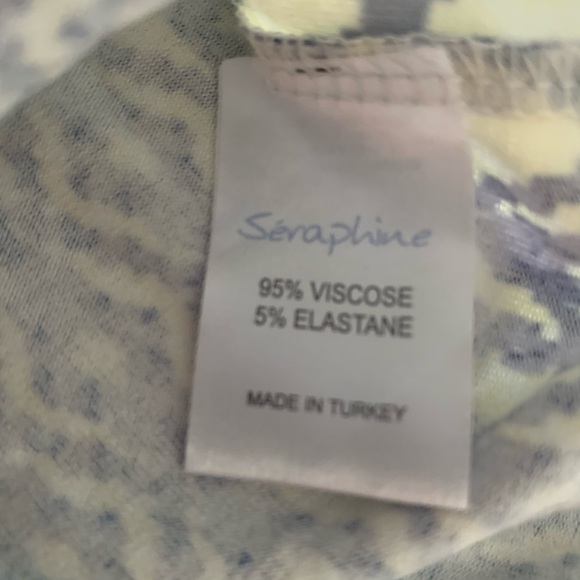 Séraphine
95% VISCOSE
5% ELASTANE
MADE IN TURKEY